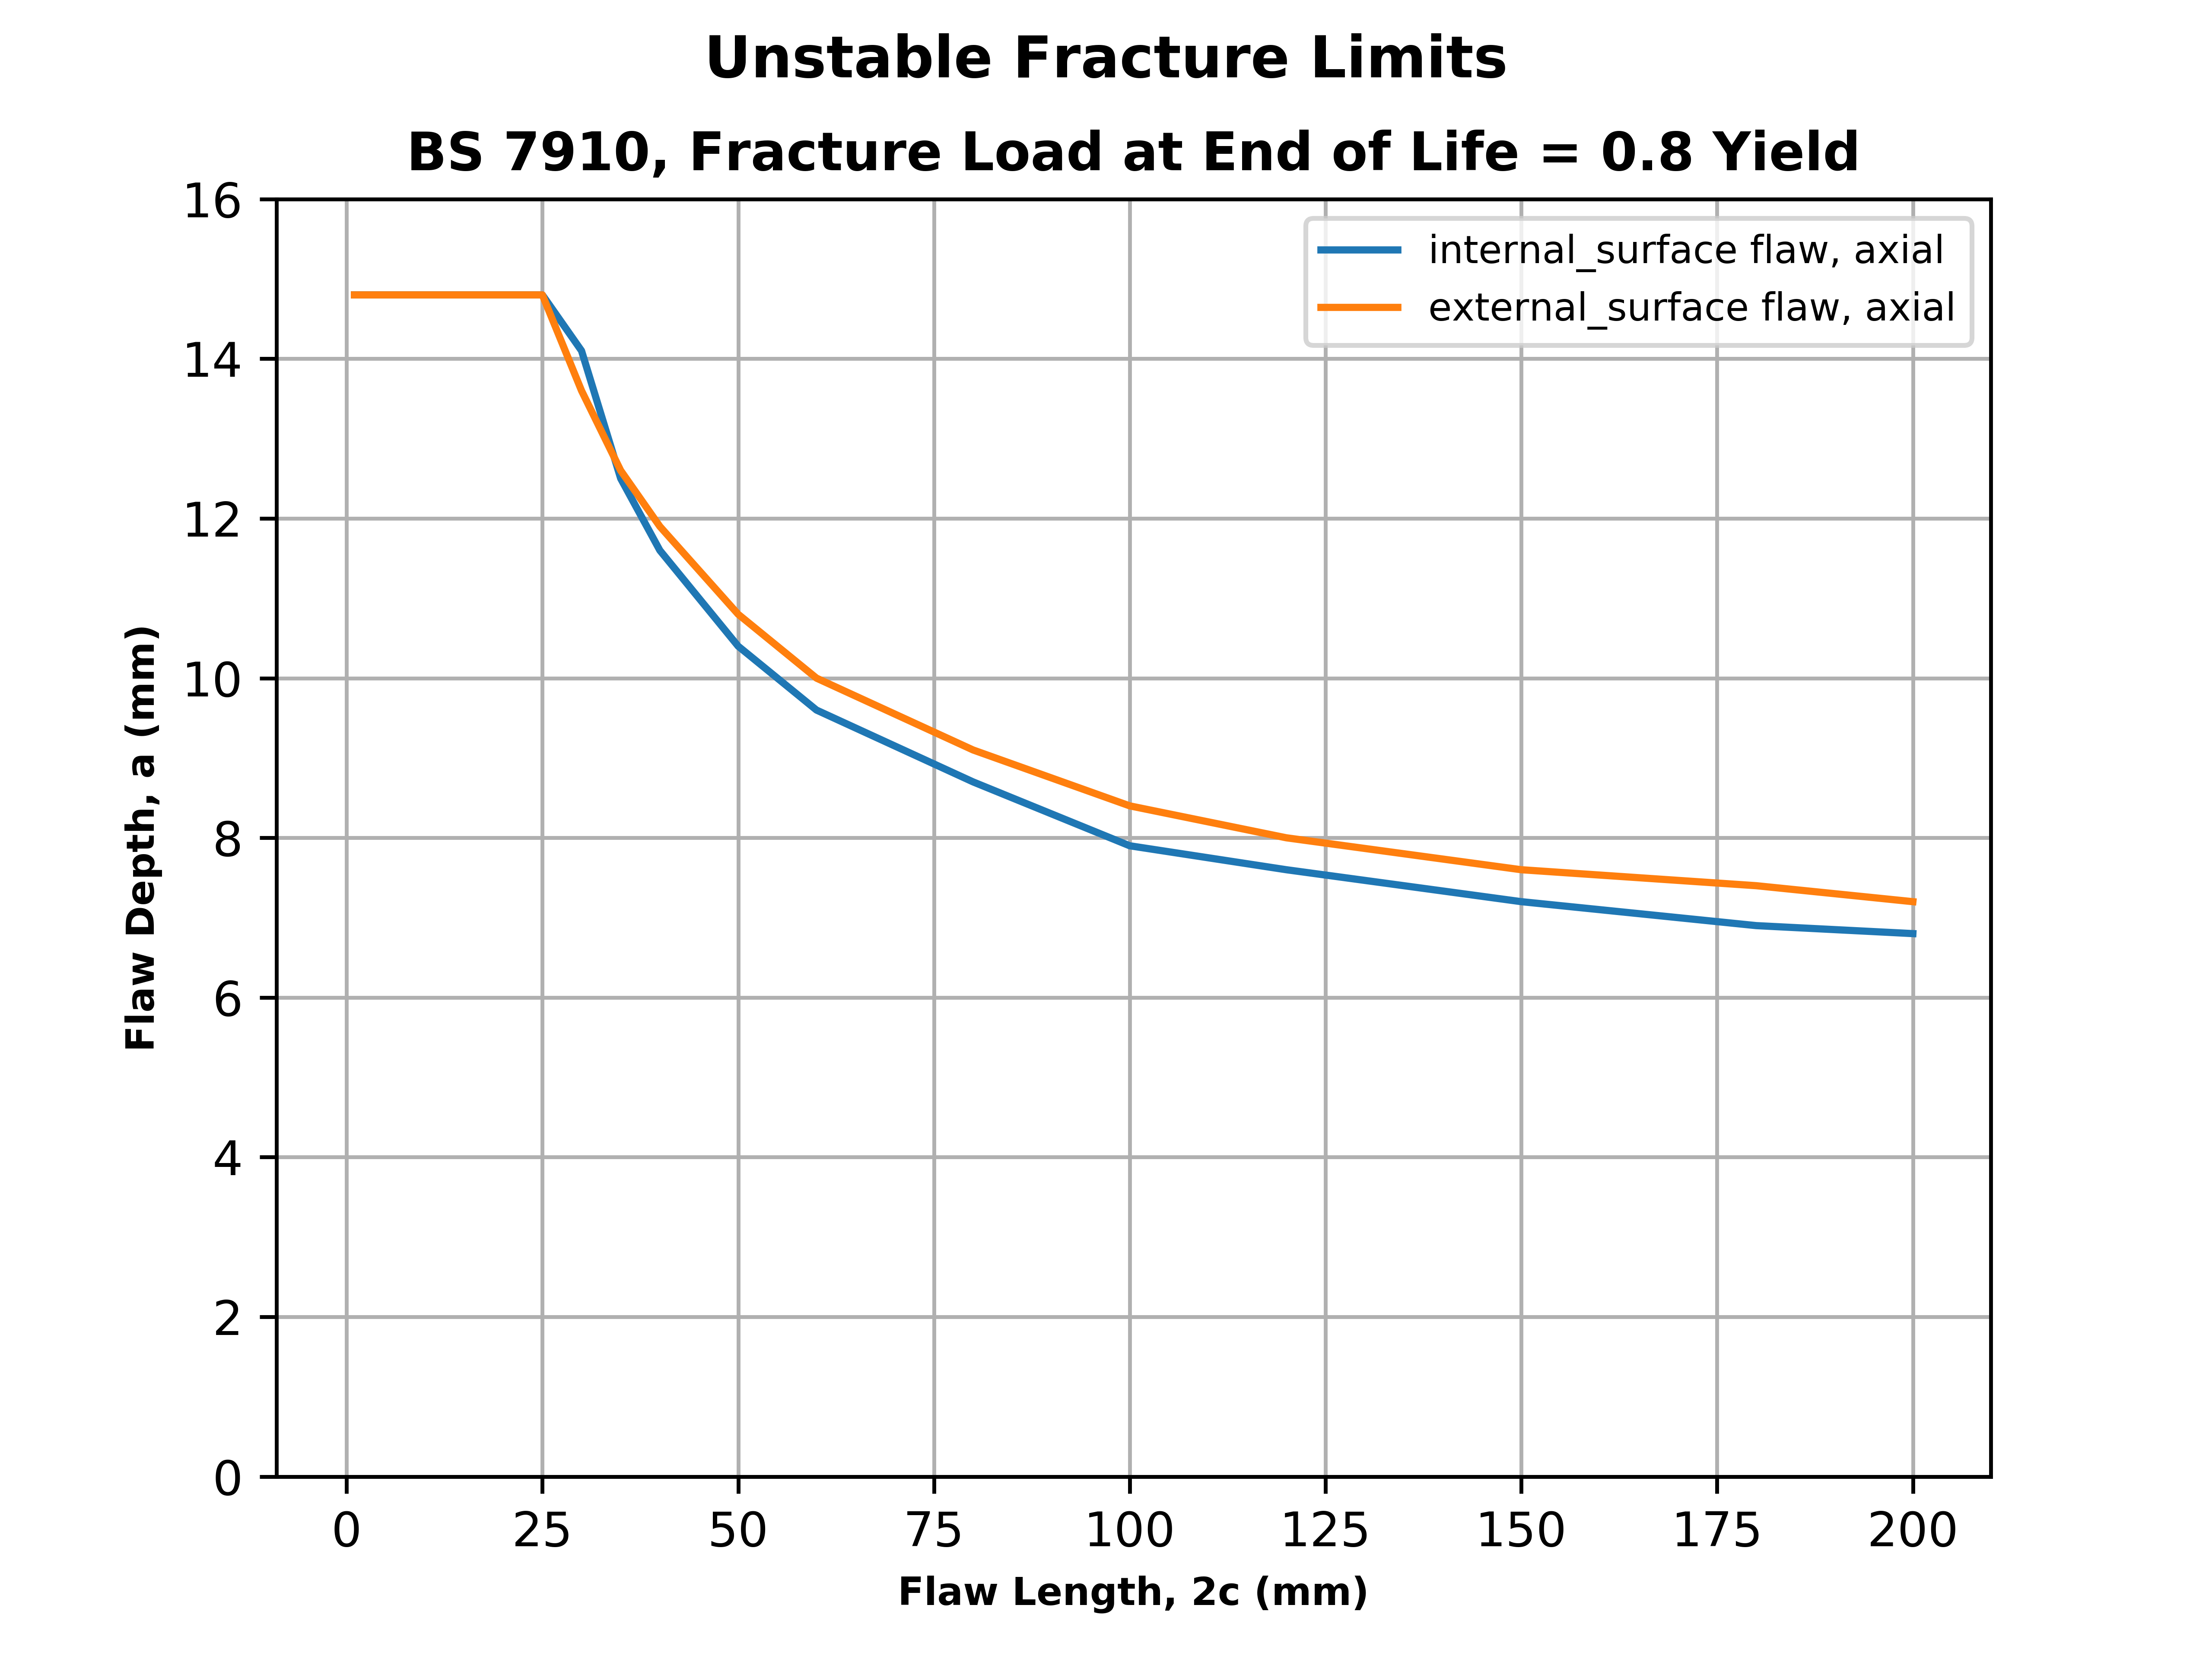 Unstable Fracture Limits
BS 7910, Fracture Load at End of Life = 0.8 Yield
internal_surface flaw, axial
external_surface flaw, axial
16
14
12
10
8
6
4
2
0
Flaw Depth, a (mm)
0 25 50 75 100 125 150 175 200
Flaw Length, 2c (mm)